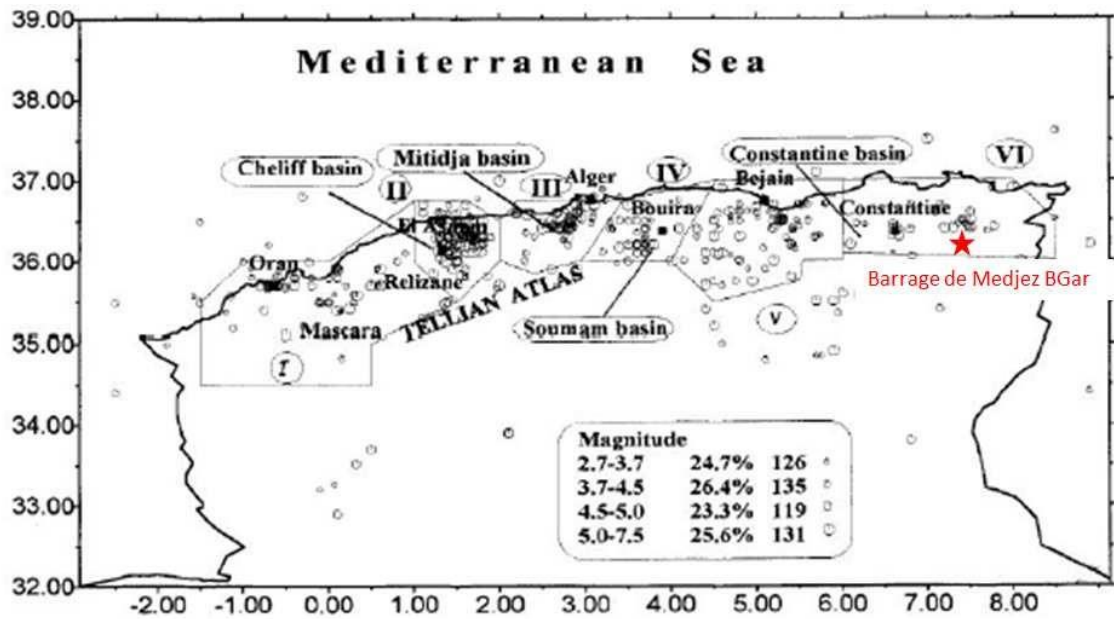 39.00
38.00
37.00
36.00
35.00
34.00
33.00
32.00
Mediterranean Sea
Cheliff basin
Mitidja basin
Constantine basin
II
III
IV
VI
Alger
Bejaia
Bouira
Constantine
Oran
Relizane
Mascara
TELLIAN ATLAS
Soumam basin
Barrage de Medjez BGar
I
V
Magnitude
2.7-3.7 24.7% 126
3.7-4.5 26.4% 135
4.5-5.0 23.3% 119
5.0-7.5 25.6% 131
-2.00 -1.00 0.00 1.00 2.00 3.00 4.00 5.00 6.00 7.00 8.00